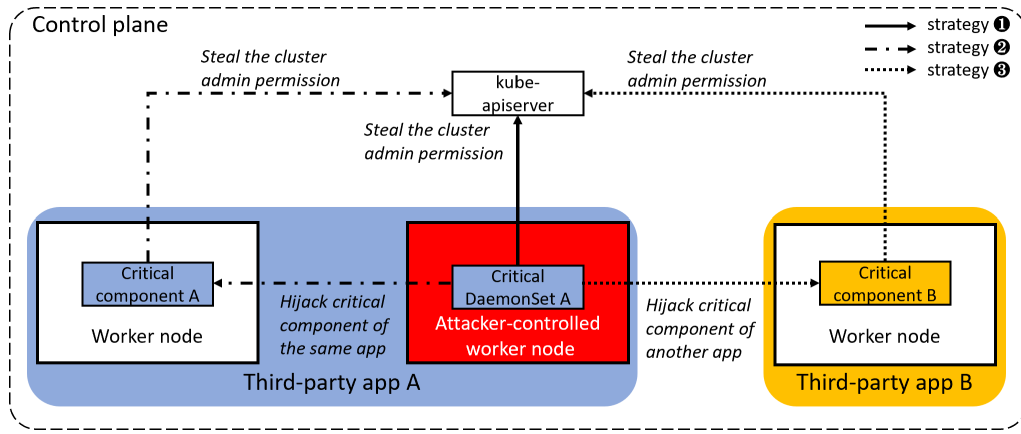 Control plane
strategy ❶
strategy ❷
strategy ❸
Steal the cluster
admin permission
Steal the cluster
admin permission
kube-
apiserver
Steal the cluster
admin permission
Critical
component A
Worker node
Hijack critical
component of
the same app
Critical
DaemonSet A
Attacker-controlled
worker node
Hijack critical
component of
another app
Critical
component B
Worker node
Third-party app A
Third-party app B